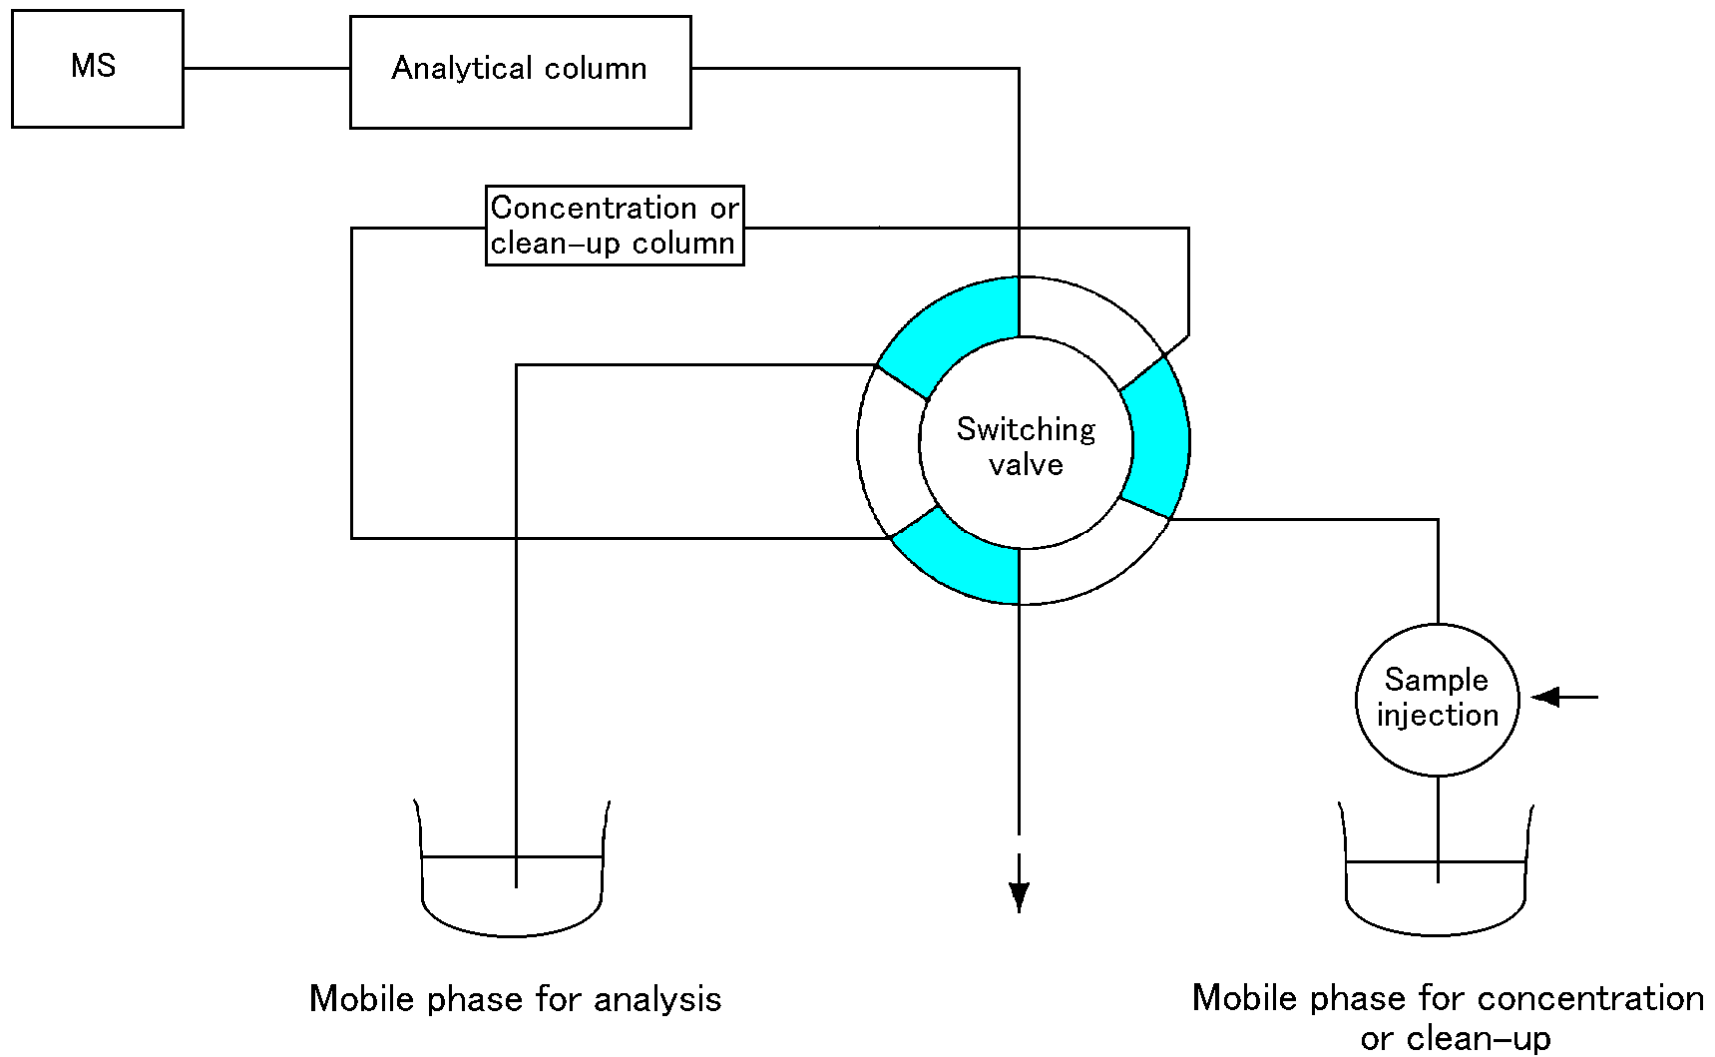 MS
Analytical column
Concentration or
clean-up column
Switching
valve
Sample
injection
Mobile phase for analysis
Mobile phase for concentration
or clean-up